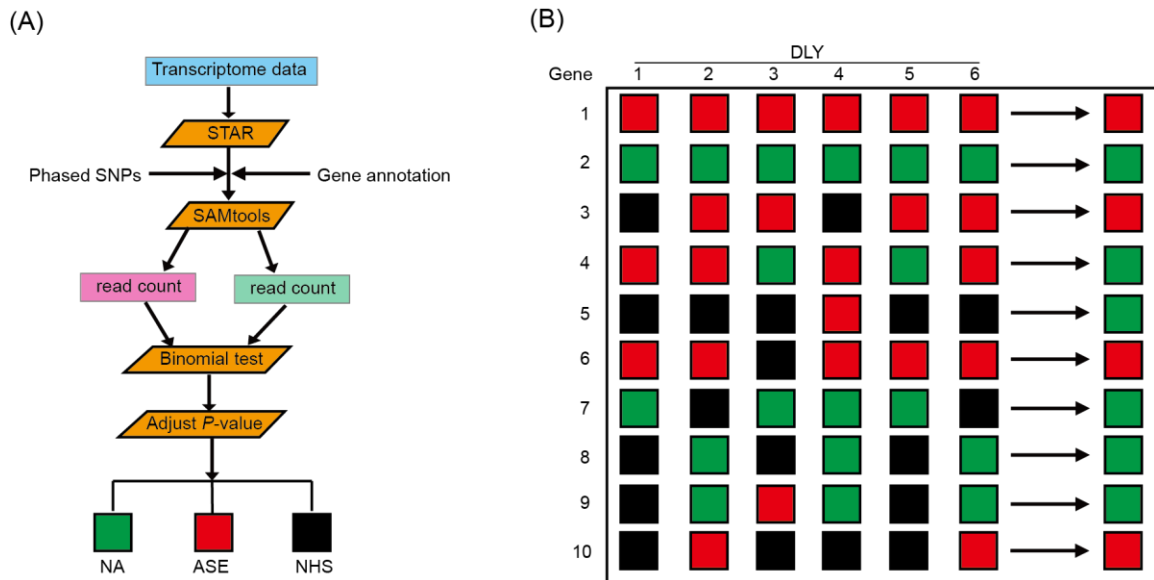 (A)
Transcriptome data
STAR
Phased SNPs
Gene annotation
SAMtools
read count
read count
Binomial test
Adjust P-value
NA
ASE
NHS
(B)
DLY
Gene 1 2 3 4 5 6
1
2
3
4
5
6
7
8
9
10